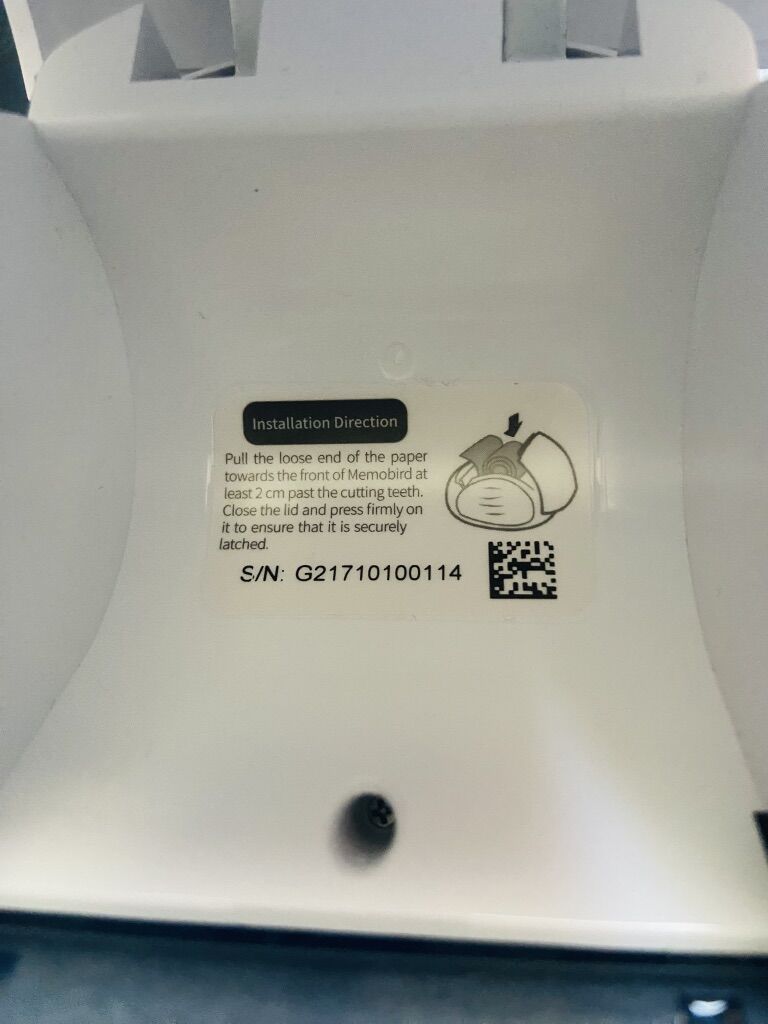 Installation Direction
Pull the loose end of the paper
towards the front of Memobird at
least 2 cm past the cutting teeth.
Close the lid and press firmly on
it to ensure that it is securely
latched.
S/N: G21710100114